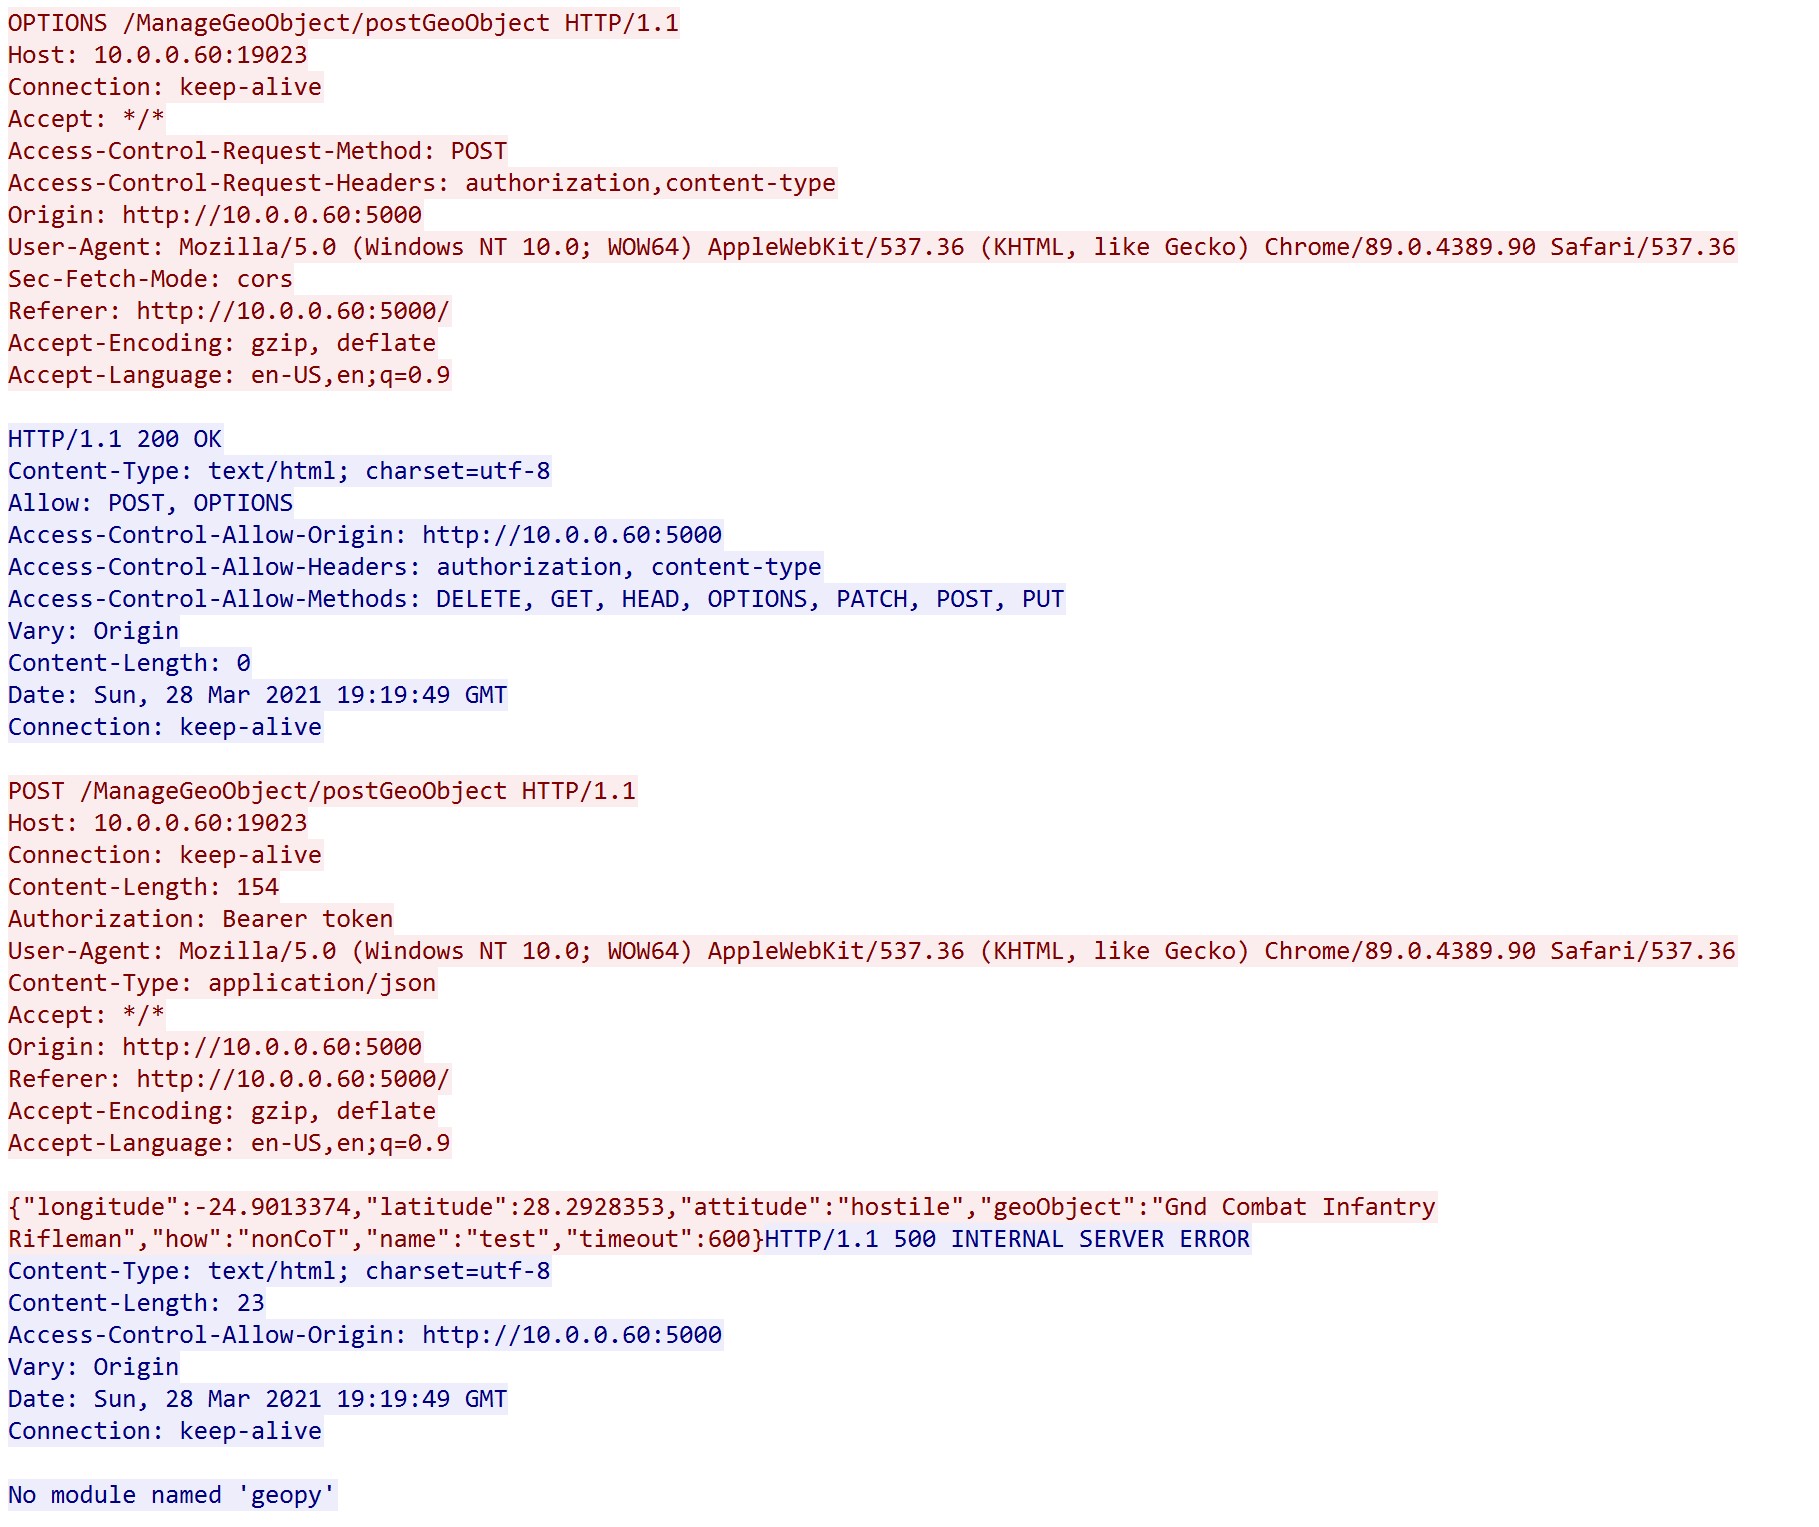 OPTIONS /ManageGeoObject/postGeoObject HTTP/1.1
Host: 10.0.0.60:19023
Connection: keep-alive
Accept: */*
Access-Control-Request-Method: POST
Access-Control-Request-Headers: authorization,content-type
Origin: http://10.0.0.60:5000
User-Agent: Mozilla/5.0 (Windows NT 10.0; WOW64) AppleWebKit/537.36 (KHTML, like Gecko) Chrome/89.0.4389.90 Safari/537.36
Sec-Fetch-Mode: cors
Referer: http://10.0.0.60:5000/
Accept-Encoding: gzip, deflate
Accept-Language: en-US,en;q=0.9
HTTP/1.1 200 OK
Content-Type: text/html; charset=utf-8
Allow: POST, OPTIONS
Access-Control-Allow-Origin: http://10.0.0.60:5000
Access-Control-Allow-Headers: authorization, content-type
Access-Control-Allow-Methods: DELETE, GET, HEAD, OPTIONS, PATCH, POST, PUT
Vary: Origin
Content-Length: 0
Date: Sun, 28 Mar 2021 19:19:49 GMT
Connection: keep-alive
POST /ManageGeoObject/postGeoObject HTTP/1.1
Host: 10.0.0.60:19023
Connection: keep-alive
Content-Length: 154
Authorization: Bearer token
User-Agent: Mozilla/5.0 (Windows NT 10.0; WOW64) AppleWebKit/537.36 (KHTML, like Gecko) Chrome/89.0.4389.90 Safari/537.36
Content-Type: application/json
Accept: */*
Origin: http://10.0.0.60:5000
Referer: http://10.0.0.60:5000/
Accept-Encoding: gzip, deflate
Accept-Language: en-US,en;q=0.9
{"longitude":-24.9013374,"latitude":28.2928353,"attitude":"hostile","geoObject":"Gnd Combat Infantry
Rifleman","how":"nonCoT","name":"test","timeout":600}HTTP/1.1 500 INTERNAL SERVER ERROR
Content-Type: text/html; charset=utf-8
Content-Length: 23
Access-Control-Allow-Origin: http://10.0.0.60:5000
Vary: Origin
Date: Sun, 28 Mar 2021 19:19:49 GMT
Connection: keep-alive
No module named 'geopy'